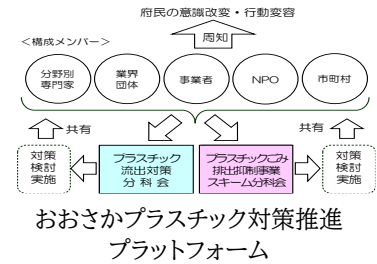 府民の意識改変・行動変容
周知
＜構成メンバー＞
分野別
専門家
業界
団体
事業者
NPO
市町村
共有
共有
対策
検討
実施
プラスチック
流出対策
分科会
プラスチックごみ
排出抑制事業
スキーム分科会
対策
検討
実施
おおさかプラスチック対策推進
プラットフォーム